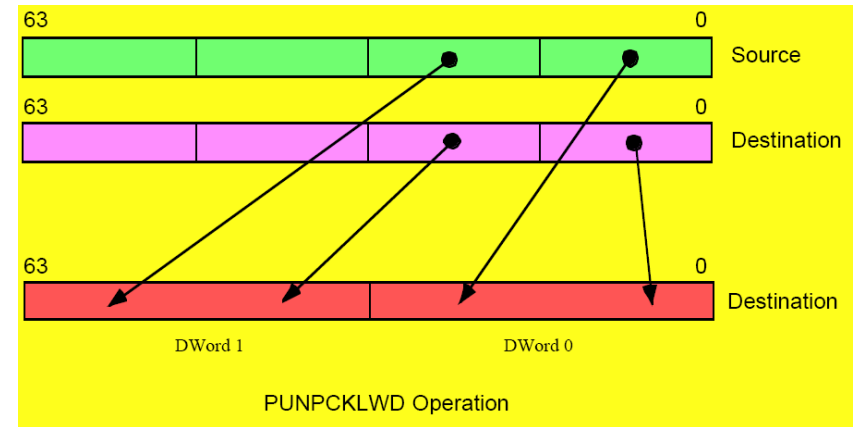 63 0
Source
63 0
Destination
63 0
Destination
DWord 1 DWord 0
PUNPCKLWD Operation